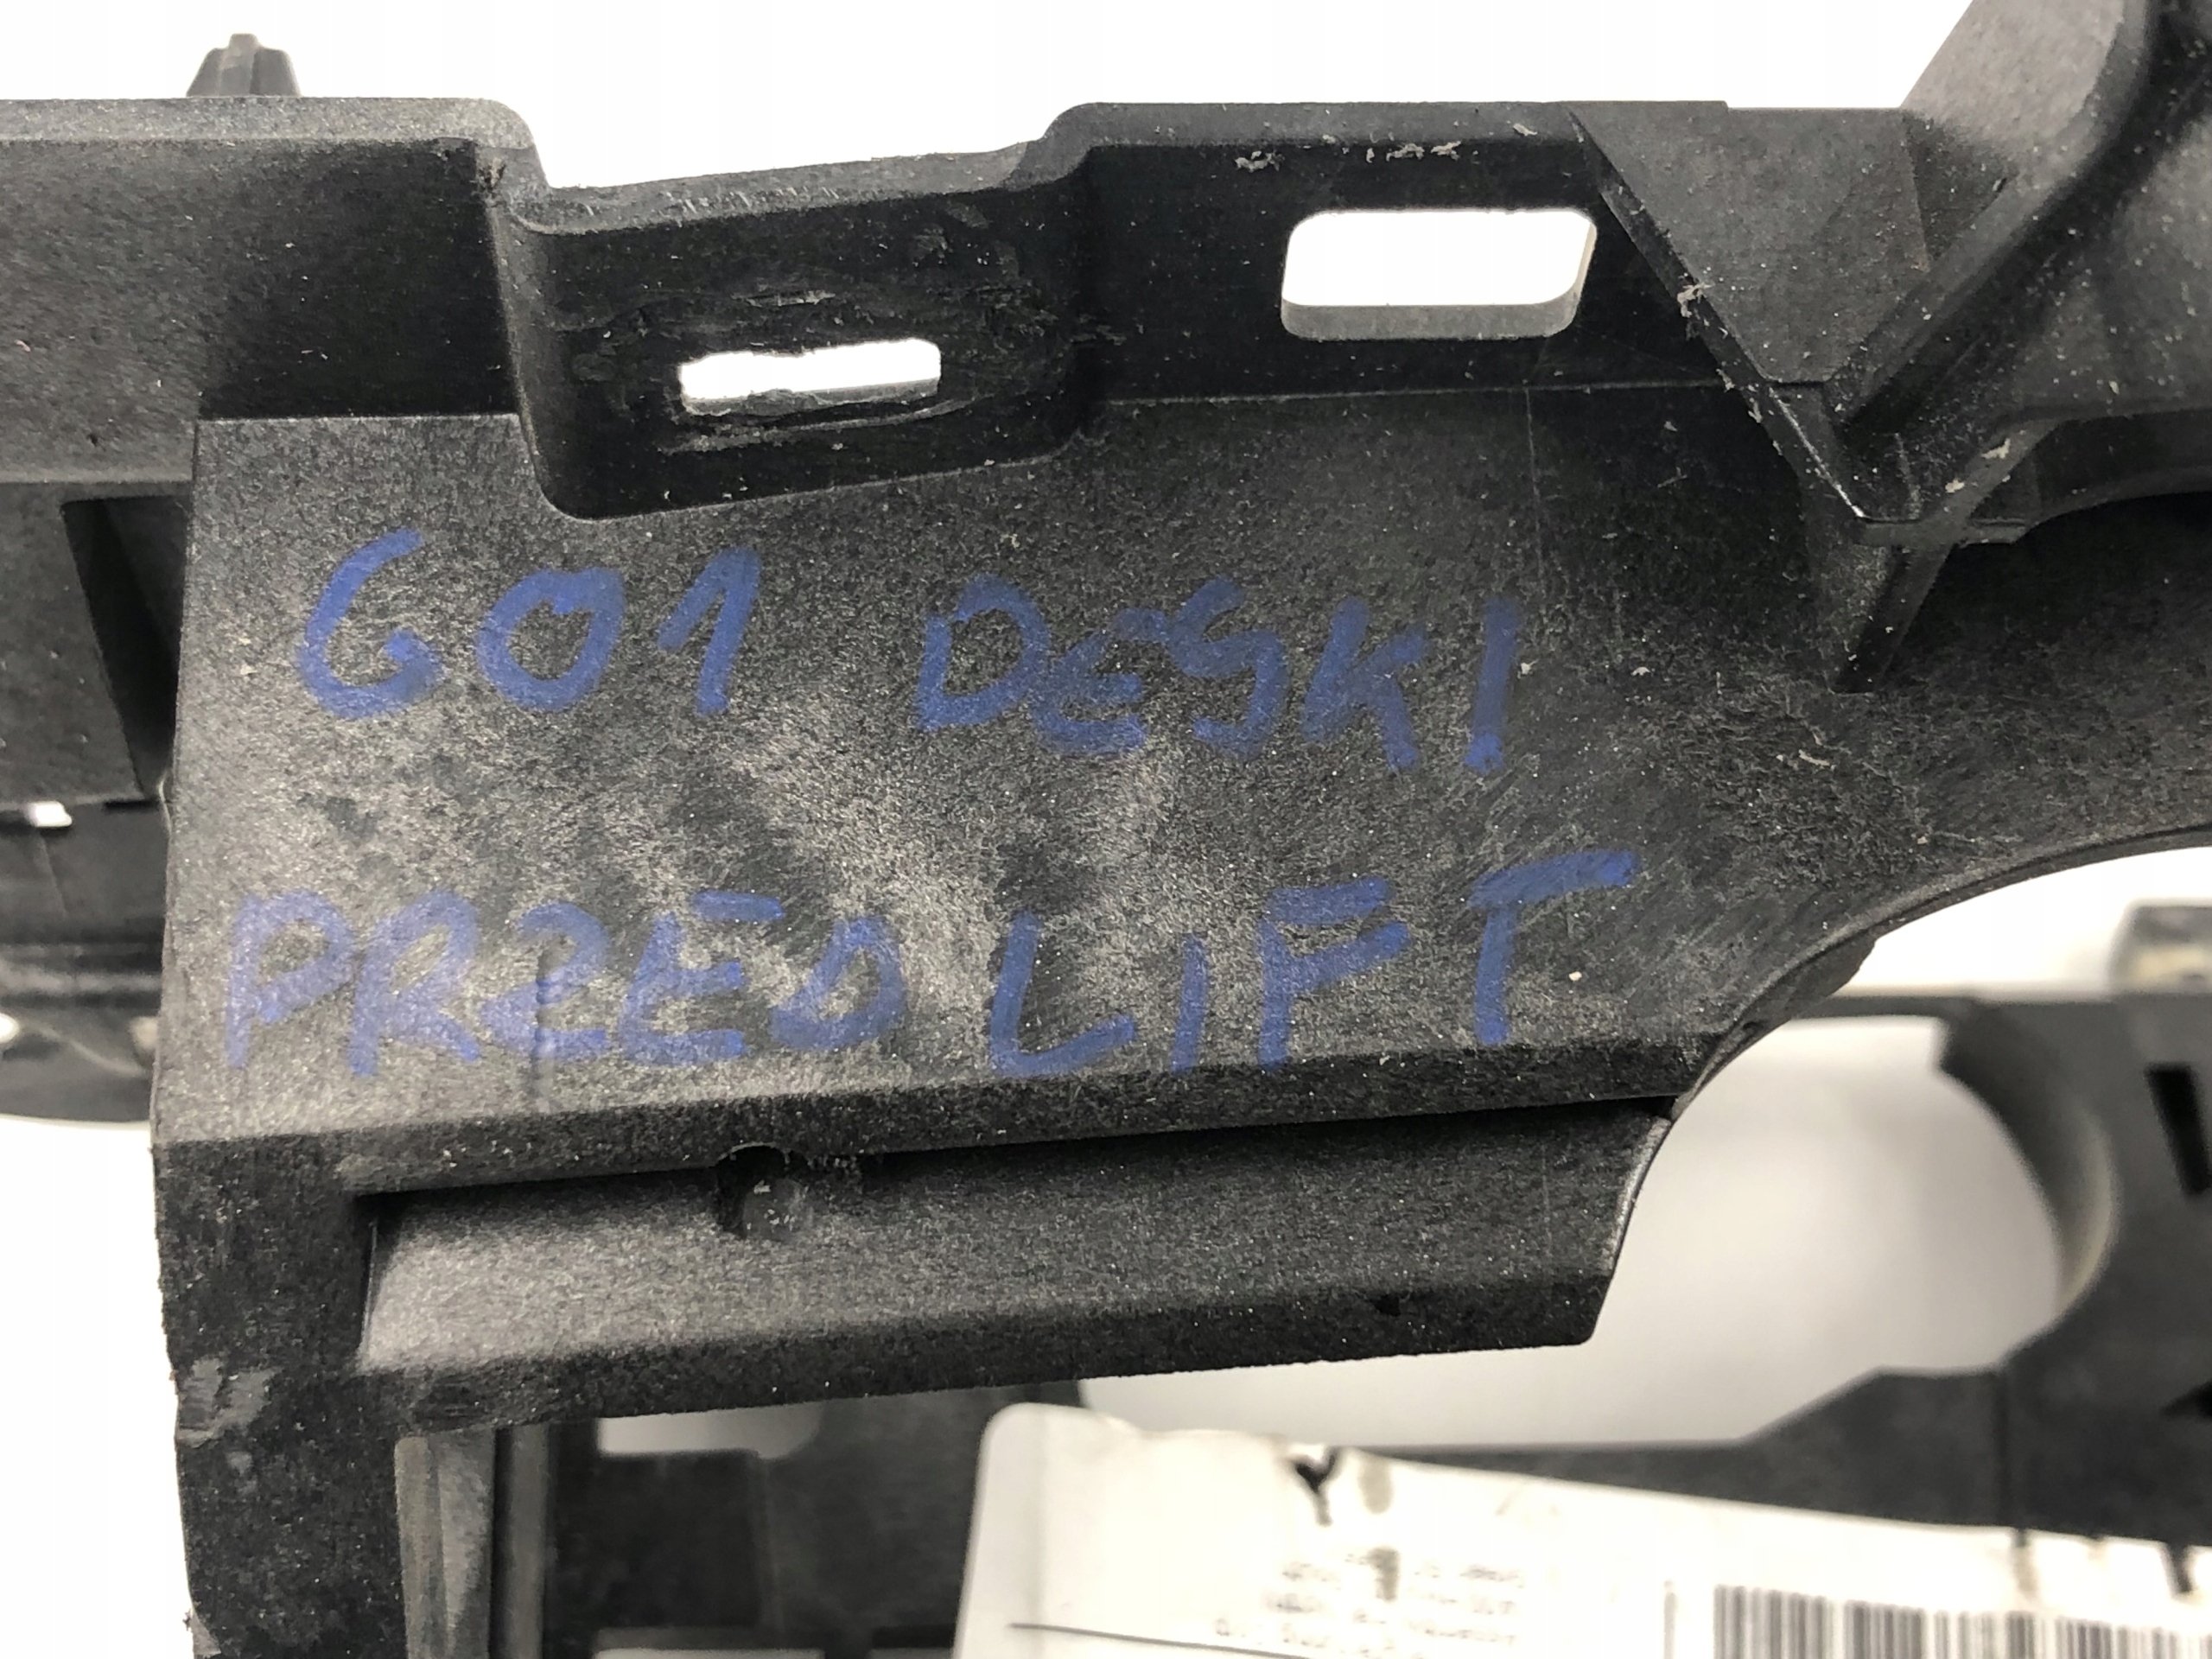 G01 DESKI
PRZED LIFT